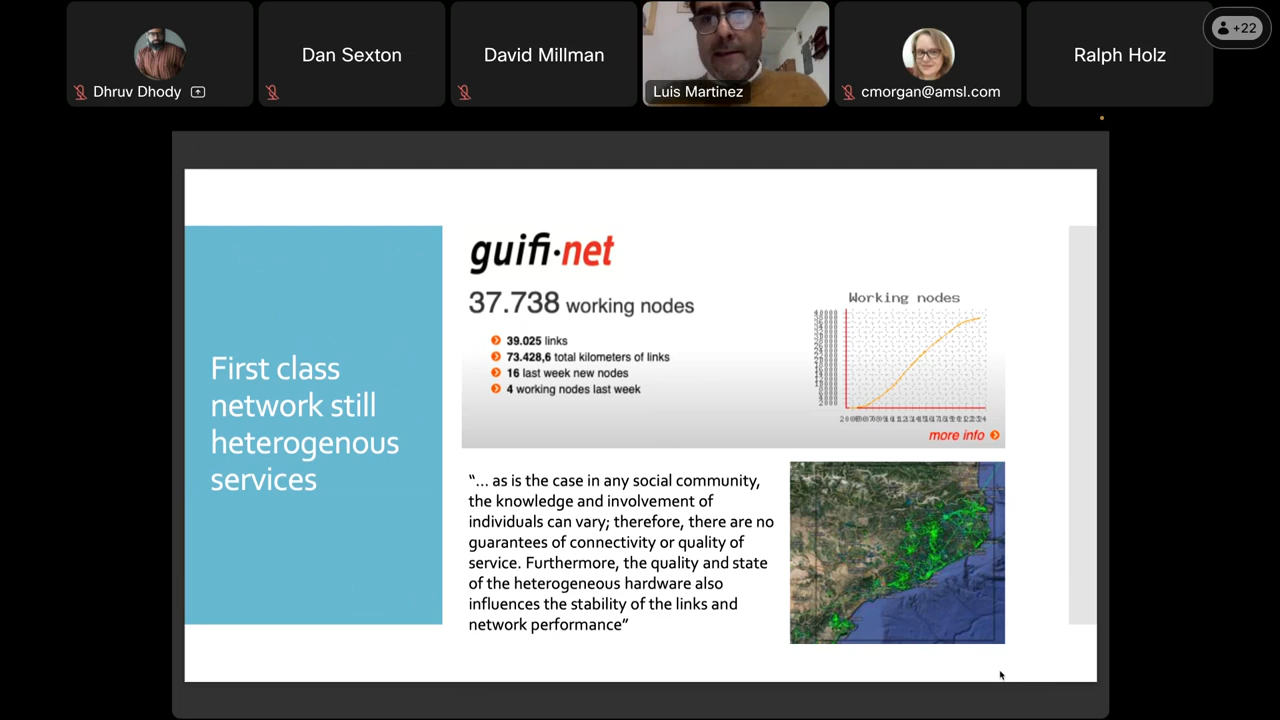 Dhruv Dhody
Dan Sexton
David Millman
Luis Martinez
cmorgan@amsl.com
Ralph Holz
+22
First class
network still
heterogenous
services
guifi·net
37.738 working nodes
39.025 links
73.428,6 total kilometers of links
16 last week new nodes
4 working nodes last week
Working nodes
more info
“... as is the case in any social community,
the knowledge and involvement of
individuals can vary; therefore, there are no
guarantees of connectivity or quality of
service. Furthermore, the quality and state
of the heterogeneous hardware also
influences the stability of the links and
network performance”